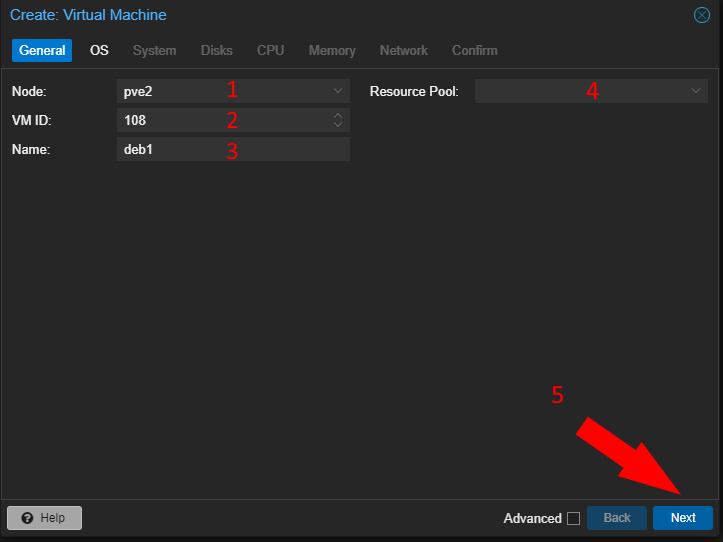 Create: Virtual Machine
General OS System Disks CPU Memory Network Confirm
Node: pve2 1 Resource Pool: 4
VM ID: 108 2
Name: deb1 3
5
? Help Advanced Back Next